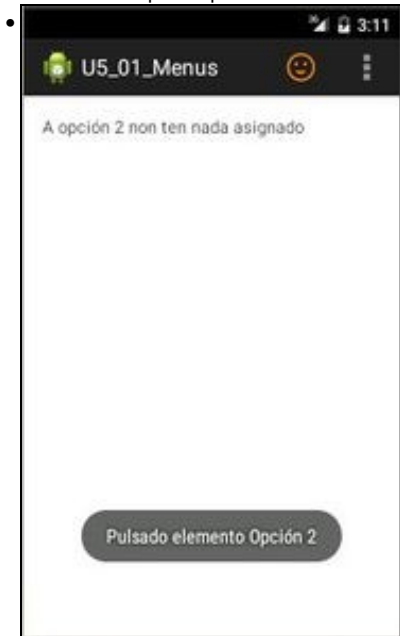 3:11
U5_01_Menus
A opción 2 non ten nada asignado
Pulsado elemento Opción 2